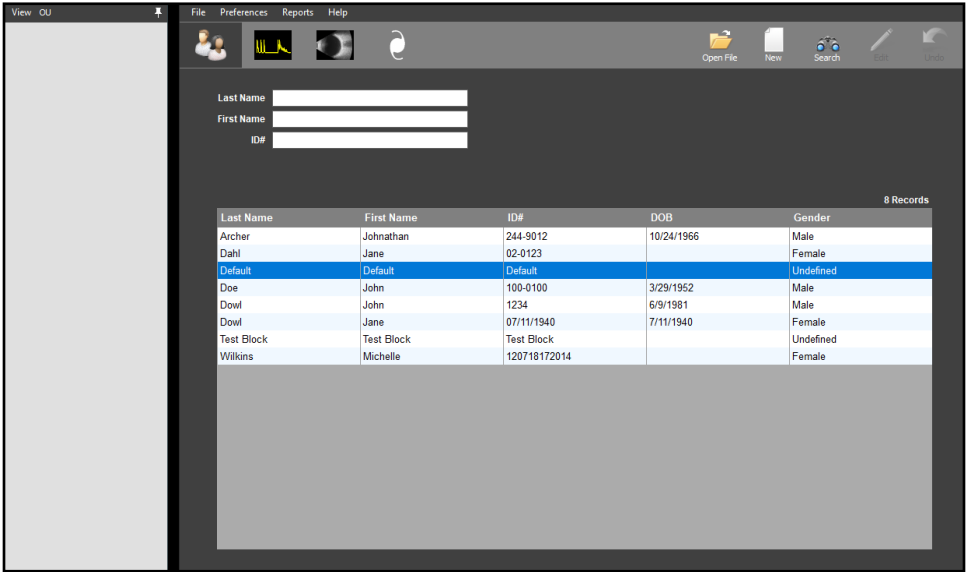 View OU
File Preferences Reports Help
Open File New Search Edit Undo
Last Name
First Name
ID#
8 Records
Last Name First Name ID# DOB Gender
Archer Johnathan 244-9012 10/24/1966 Male
Dahl Jane 02-0123 Female
Default Default Default Undefined
Doe John 100-0100 3/29/1952 Male
Dowl John 1234 6/9/1981 Male
Dowl Jane 07/11/1940 7/11/1940 Female
Test Block Test Block Test Block Undefined
Wilkins Michelle 120718172014 Female